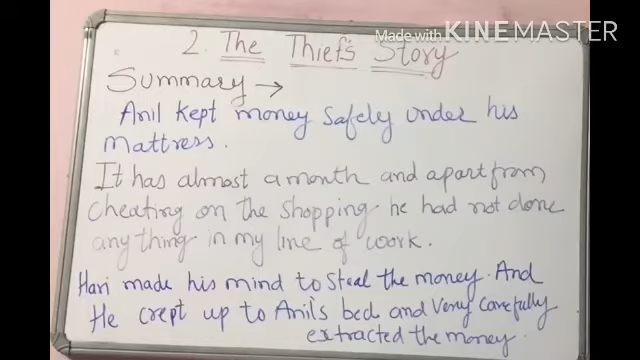 Made with KINEMASTER
2. The Thief's Story
Summary →
Anil kept money safely under his
mattress.
It has almost a month and apart from
cheating on the shopping he had not done
any thing in my line of work.
Hari made his mind to steal the money. And
He crept up to Anil's bed and Very carefully
extracted the money.